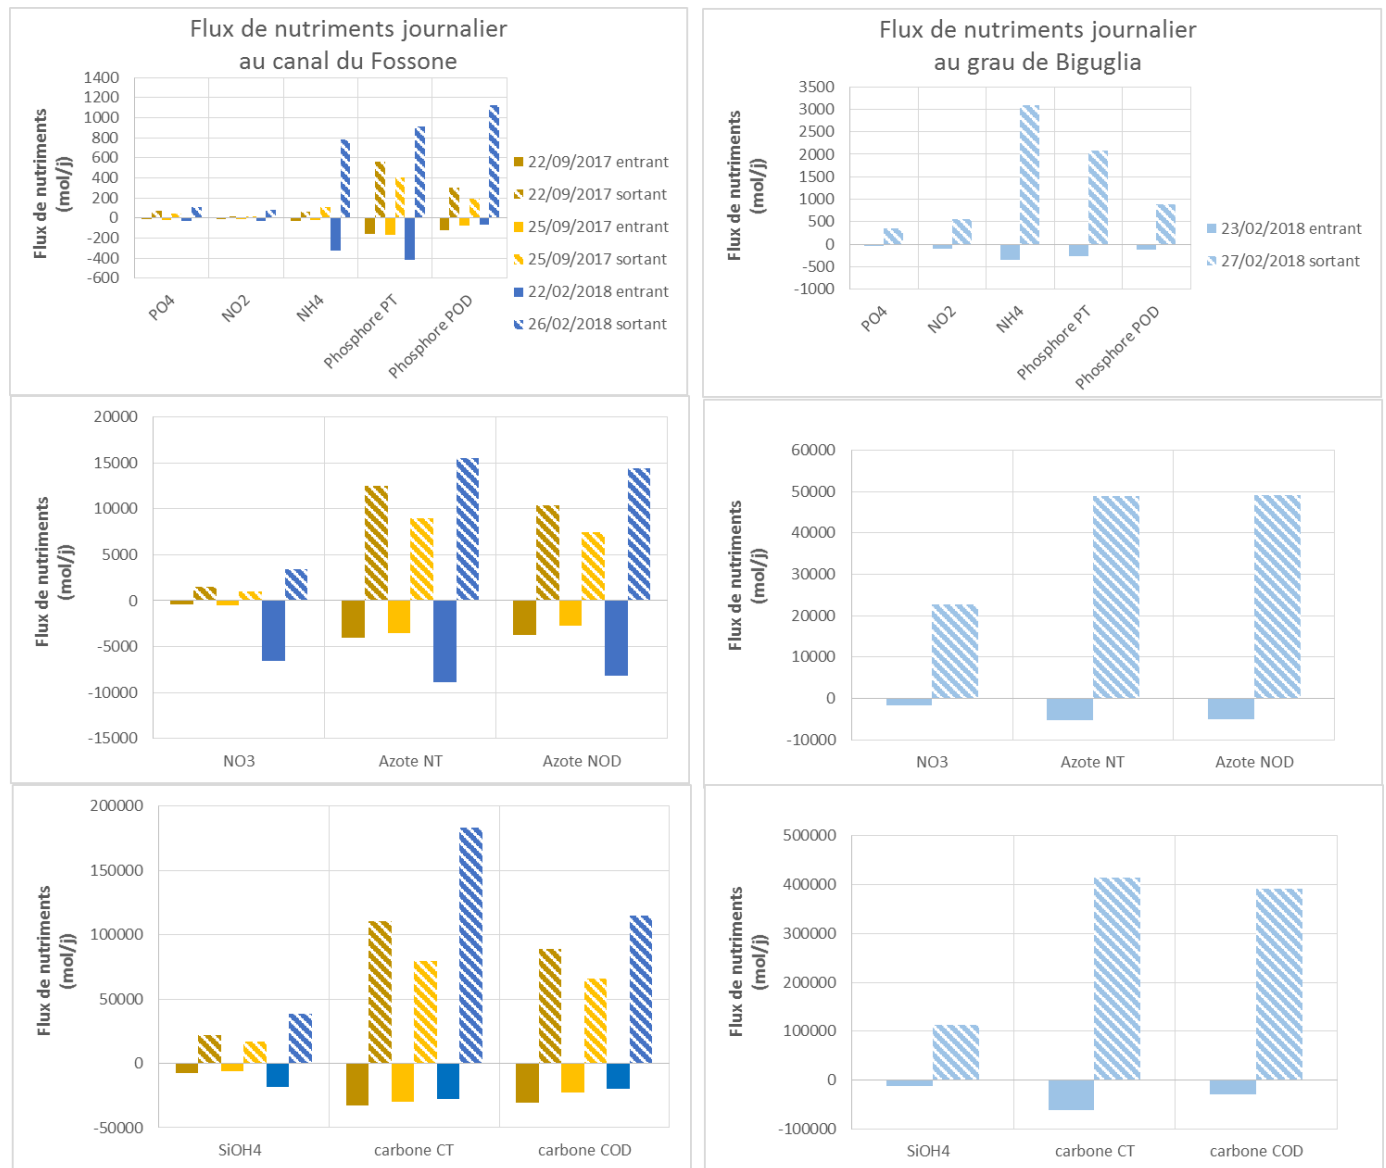 Flux de nutriments journalier
au canal du Fossone
Flux de nutriments
(mol/j)
1400
1200
1000
800
600
400
200
0
-200
-400
-600
PO4
NO2
NH4
Phosphore PT
Phosphore POD
22/09/2017 entrant
22/09/2017 sortant
25/09/2017 entrant
25/09/2017 sortant
22/02/2018 entrant
26/02/2018 sortant
Flux de nutriments journalier
au grau de Biguglia
Flux de nutriments
(mol/j)
3500
3000
2500
2000
1500
1000
500
0
-500
-1000
PO4
NO2
NH4
Phosphore PT
Phosphore POD
23/02/2018 entrant
27/02/2018 sortant
Flux de nutriments
(mol/j)
20000
15000
10000
5000
0
-5000
-10000
-15000
NO3
Azote NT
Azote NOD
Flux de nutriments
(mol/j)
60000
50000
40000
30000
20000
10000
0
-10000
NO3
Azote NT
Azote NOD
Flux de nutriments
(mol/j)
200000
150000
100000
50000
0
-50000
SiOH4
carbone CT
carbone COD
Flux de nutriments
(mol/j)
500000
400000
300000
200000
100000
0
-100000
SiOH4
carbone CT
carbone COD